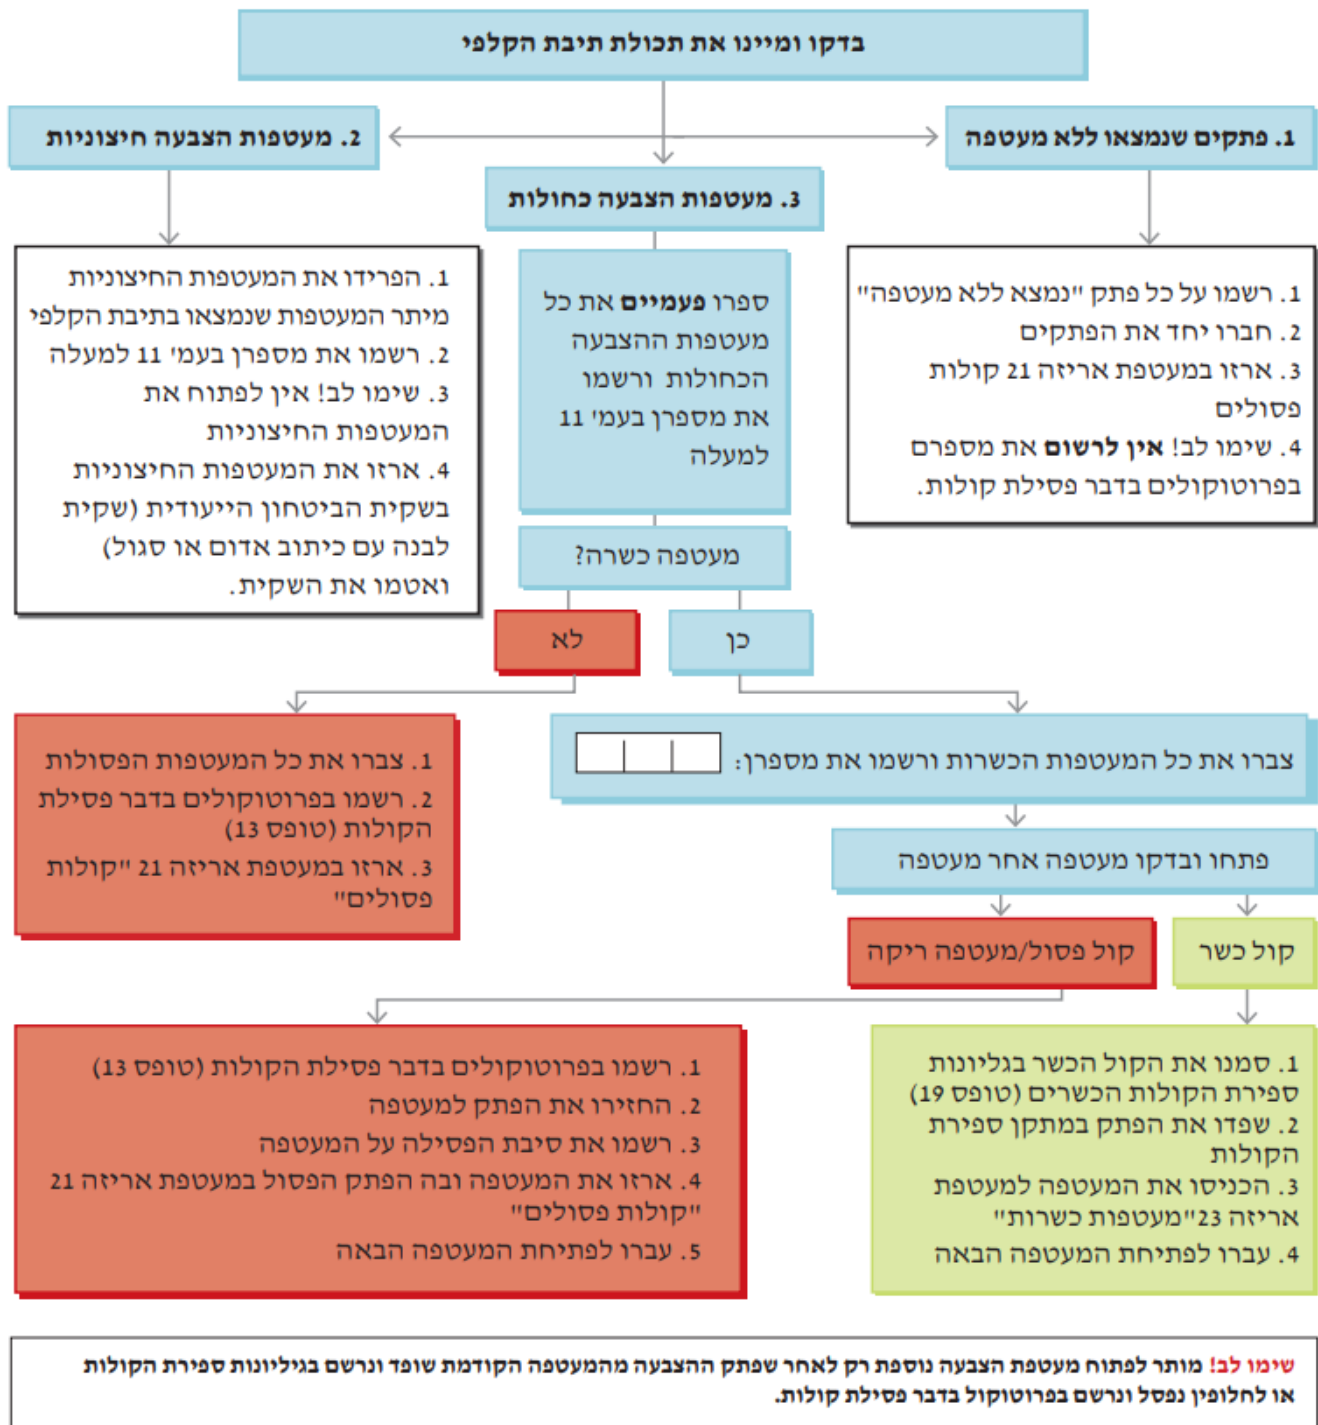 בדקו ומיינו את תכולת תיבת הקלפי
1. פתקים שנמצאו ללא מעטפה
2. מעטפות הצבעה חיצוניות
3. מעטפות הצבעה כחולות
1. רשמו על כל פתק "נמצא ללא מעטפה"
2. חברו יחד את הפתקים
3. ארזו במעטפת אריזה 21 קולות
פסולים
4. שימו לב! אין לרשום את מספרם
בפרוטוקולים בדבר פסילת קולות.
1. הפרידו את המעטפות החיצוניות
מיתר המעטפות שנמצאו בתיבת הקלפי
2. רשמו את מספרן בעמ' 11 למעלה
3. שימו לב! אין לפתוח את
המעטפות החיצוניות
4. ארזו את המעטפות החיצוניות
בשקית הביטחון הייעודית (שקית
לבנה עם כיתוב אדום או סגול)
ואטמו את השקית.
ספרו פעמיים את כל
מעטפות ההצבעה
הכחולות ורשמו
את מספרן בעמ' 11
למעלה
מעטפה כשרה?
כן
לא
צברו את כל המעטפות הכשרות ורשמו את מספרן:
1. צברו את כל המעטפות הפסולות
2. רשמו בפרוטוקולים בדבר פסילת
הקולות (טופס 13)
3. ארזו במעטפת אריזה 21 "קולות
פסולים"
פתחו ובדקו מעטפה אחר מעטפה
קול כשר
קול פסול/מעטפה ריקה
1. סמנו את הקול הכשר בגליונות
ספירת הקולות הכשרים (טופס 19)
2. שפדו את הפתק במתקן ספירת
הקולות
3. הכניסו את המעטפה למעטפת
אריזה 23"מעטפות כשרות"
4. עברו לפתיחת המעטפה הבאה
1. רשמו בפרוטוקולים בדבר פסילת הקולות (טופס 13)
2. החזירו את הפתק למעטפה
3. רשמו את סיבת הפסילה על המעטפה
4. ארזו את המעטפה ובה הפתק הפסול במעטפת אריזה 21
"קולות פסולים"
5. עברו לפתיחת המעטפה הבאה
שימו לב! מותר לפתוח מעטפת הצבעה נוספת רק לאחר שפתק ההצבעה מהמעטפה הקודמת שופד ונרשם בגיליונות ספירת הקולות
או לחלופין נפסל ונרשם בפרוטוקול בדבר פסילת קולות.